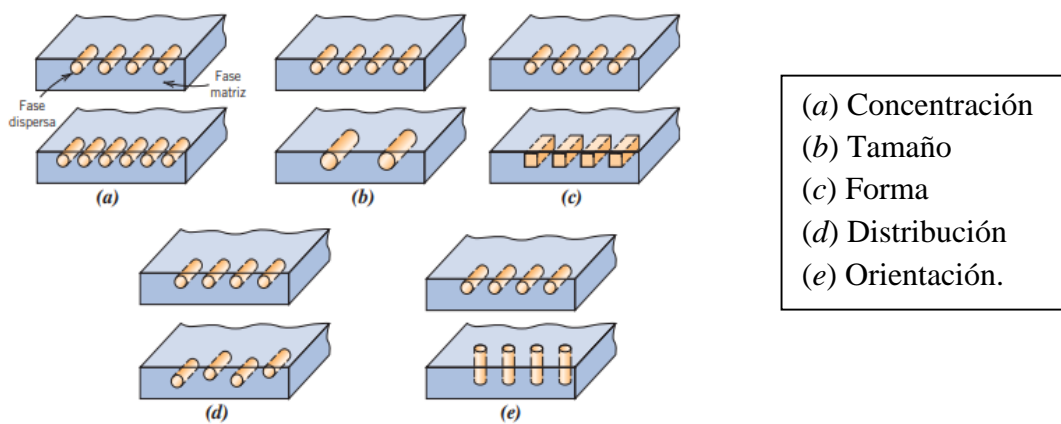 Fase
matriz
Fase
dispersa
(a)
(b)
(c)
(d)
(e)
(a) Concentración
(b) Tamaño
(c) Forma
(d) Distribución
(e) Orientación.